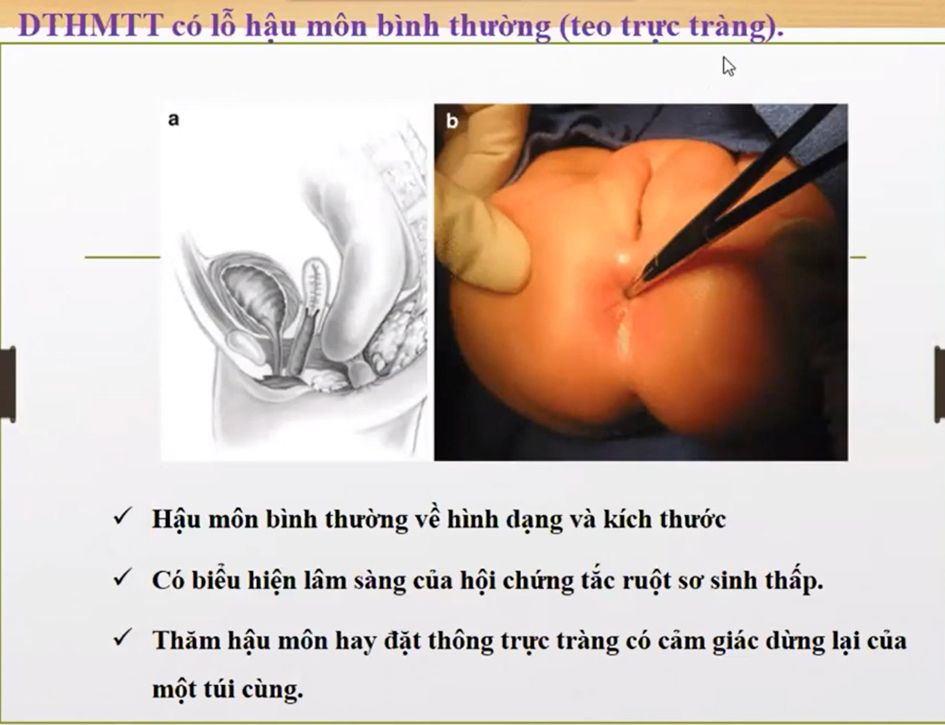 DTHMTT có lỗ hậu môn bình thường (teo trực tràng).
a
b
✓ Hậu môn bình thường về hình dạng và kích thước
✓ Có biểu hiện lâm sàng của hội chứng tắc ruột sơ sinh thấp.
✓ Thăm hậu môn hay đặt thông trực tràng có cảm giác dừng lại của
một túi cùng.